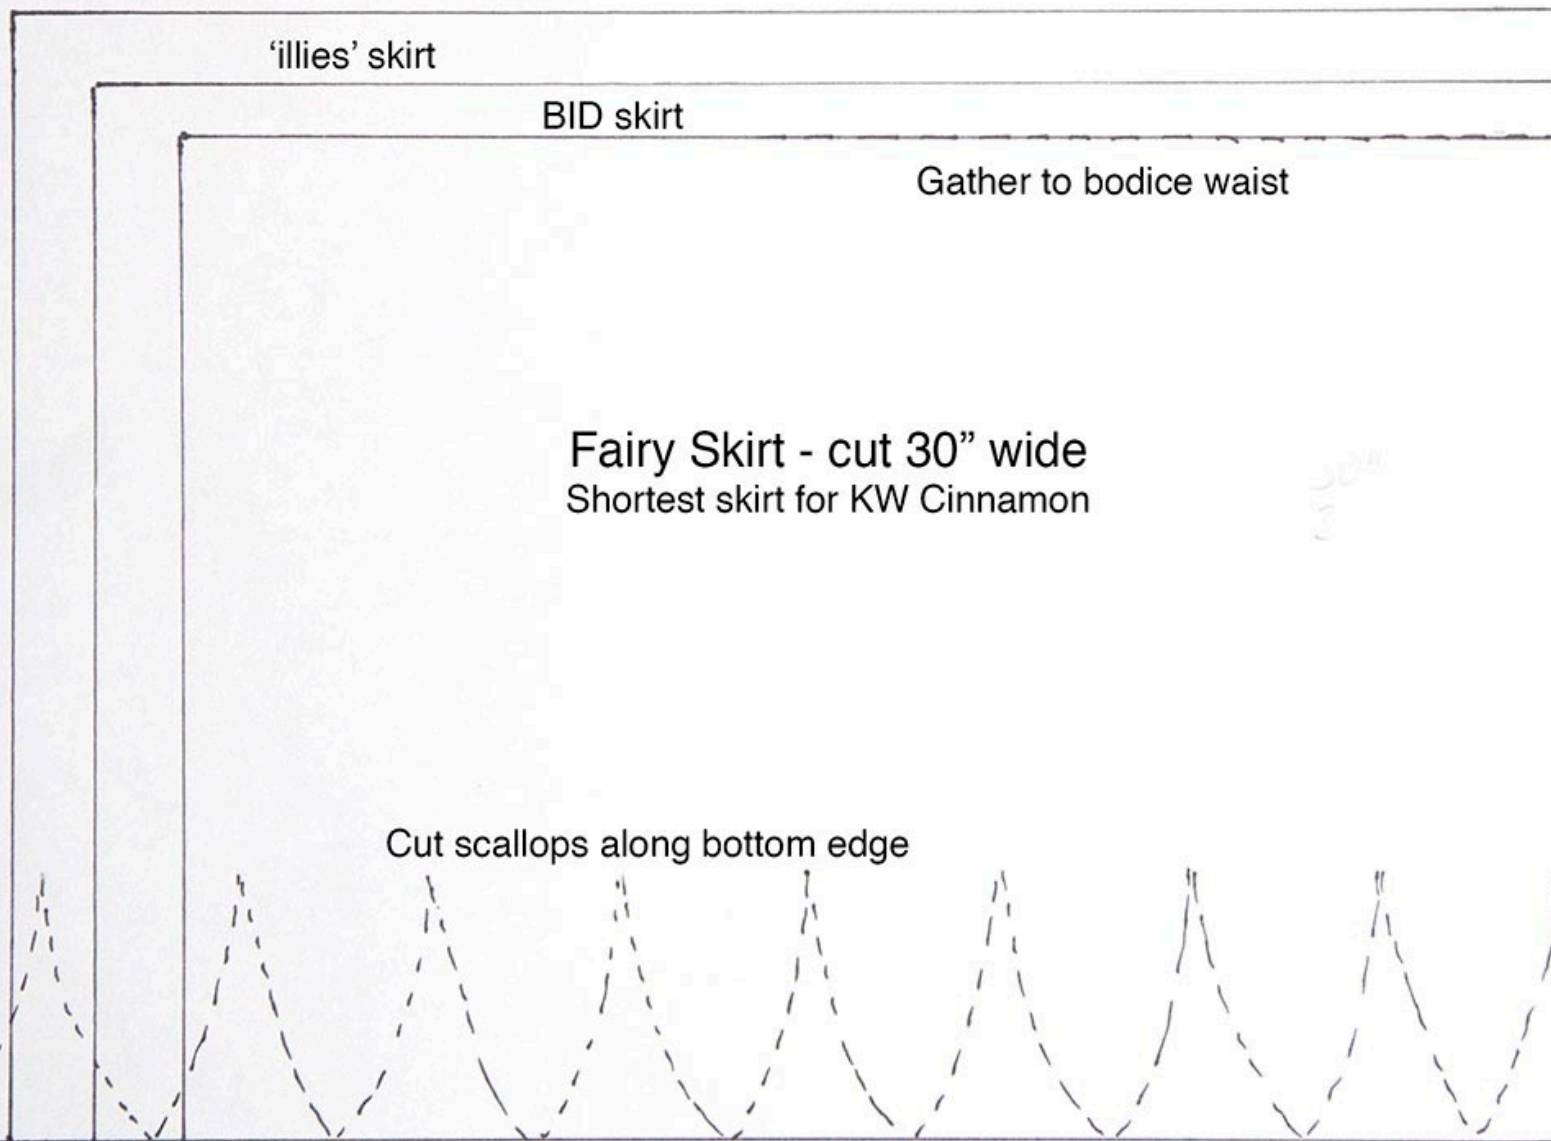 ‘illies’ skirt
BID skirt
Gather to bodice waist
Fairy Skirt - cut 30” wide
Shortest skirt for KW Cinnamon
Cut scallops along bottom edge